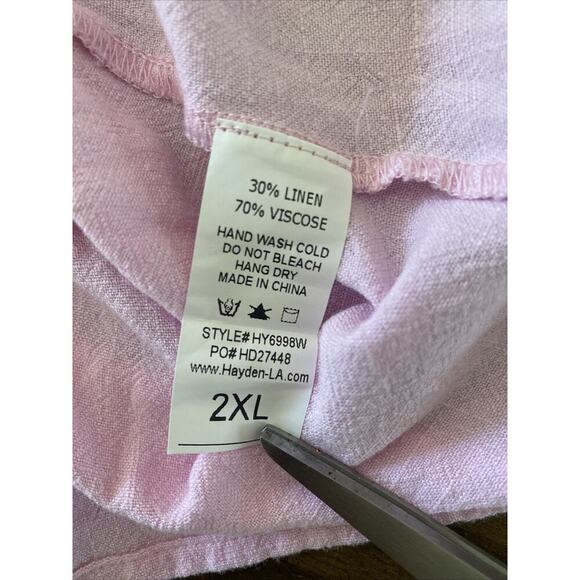 30% LINEN
70% VISCOSE
HAND WASH COLD
DO NOT BLEACH
HANG DRY
MADE IN CHINA
STYLE# HY6998W
PO# HD27448
www.Hayden-LA.com
2XL